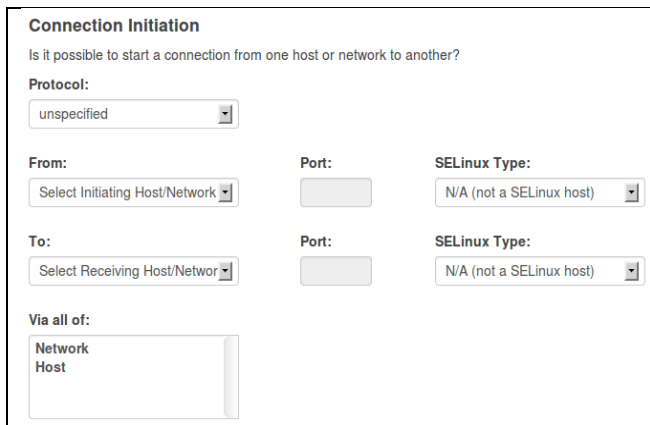 Connection Initiation
Is it possible to start a connection from one host or network to another?
Protocol:
unspecified
From: Port: SELinux Type:
Select Initiating Host/Network N/A (not a SELinux host)
To: Port: SELinux Type:
Select Receiving Host/Networ N/A (not a SELinux host)
Via all of:
Network
Host